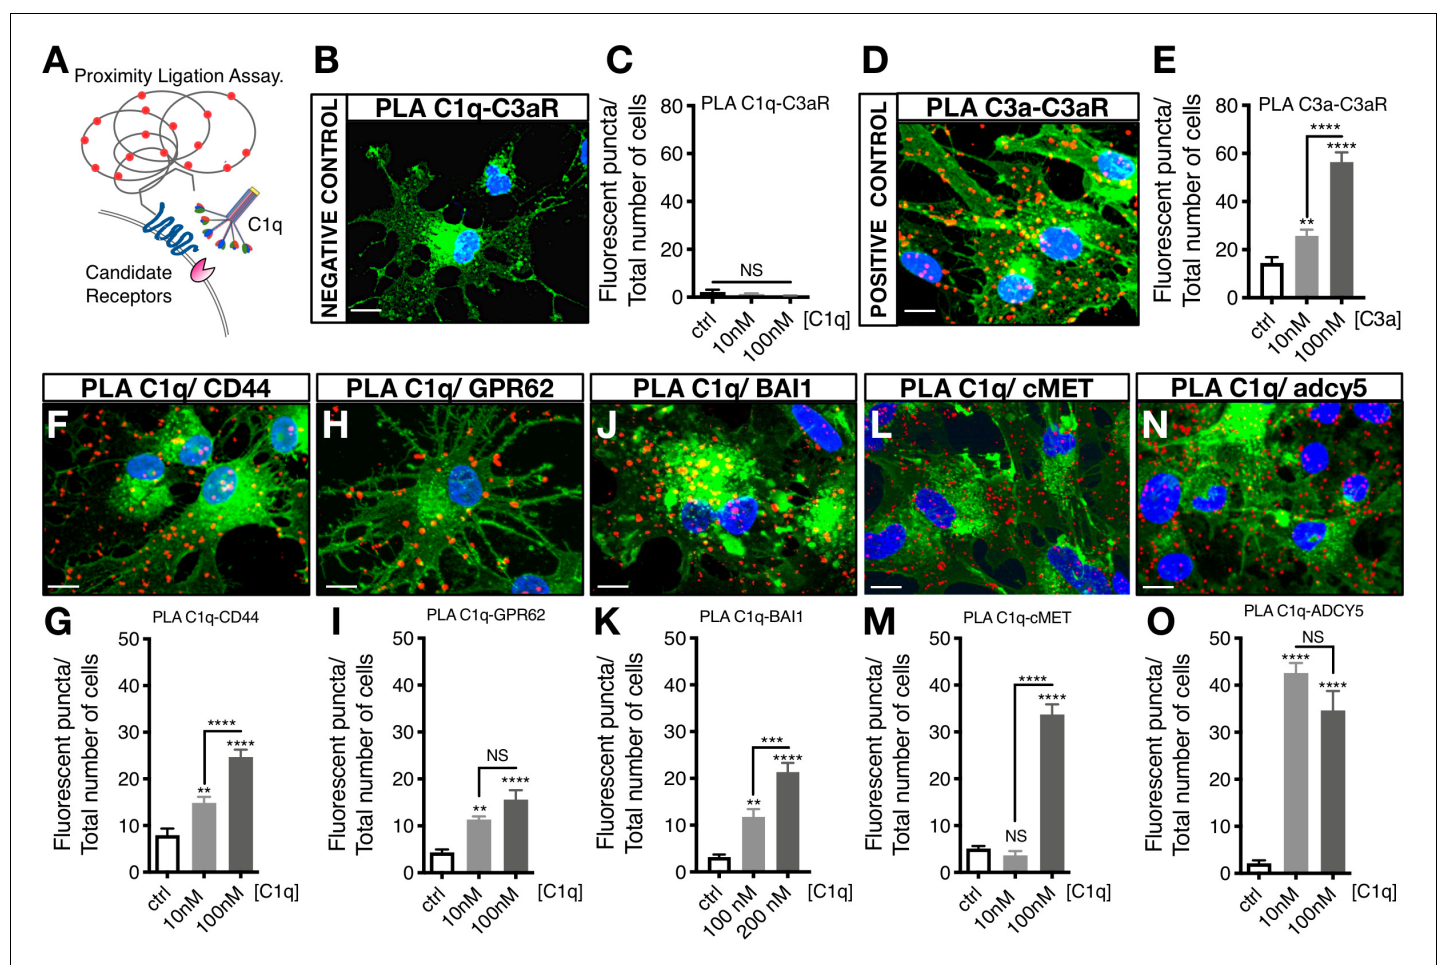 A
Proximity Ligation Assay.
C1q
Candidate
Receptors
B
NEGATIVE CONTROL
PLA C1q-C3aR
C
PLA C1q-C3aR
Fluorescent puncta/
Total number of cells
80
60
40
20
0
NS
ctrl
10nM
100nM
[C1q]
D
POSITIVE CONTROL
PLA C3a-C3aR
E
PLA C3a-C3aR
Fluorescent puncta/
Total number of cells
80
60
40
20
0
****
****
**
ctrl
10nM
100nM
[C3a]
PLA C1q/ CD44
F
PLA C1q/ GPR62
H
PLA C1q/ BAI1
J
PLA C1q/ cMET
L
PLA C1q/ adcy5
N
G
PLA C1q-CD44
Fluorescent puncta/
Total number of cells
50
40
30
20
10
0
****
****
**
ctrl
10nM
100nM
[C1q]
I
PLA C1q-GPR62
Fluorescent puncta/
Total number of cells
50
40
30
20
10
0
NS
****
**
ctrl
10nM
100nM
[C1q]
K
PLA C1q-BAI1
Fluorescent puncta/
Total number of cells
50
40
30
20
10
0
***
****
**
ctrl
100 nM
200 nM
[C1q]
M
PLA C1q-cMET
Fluorescent puncta/
Total number of cells
50
40
30
20
10
0
****
****
NS
ctrl
10nM
100nM
[C1q]
O
PLA C1q-ADCY5
Fluorescent puncta/
Total number of cells
50
40
30
20
10
0
NS
****
****
ctrl
10nM
100nM
[C1q]